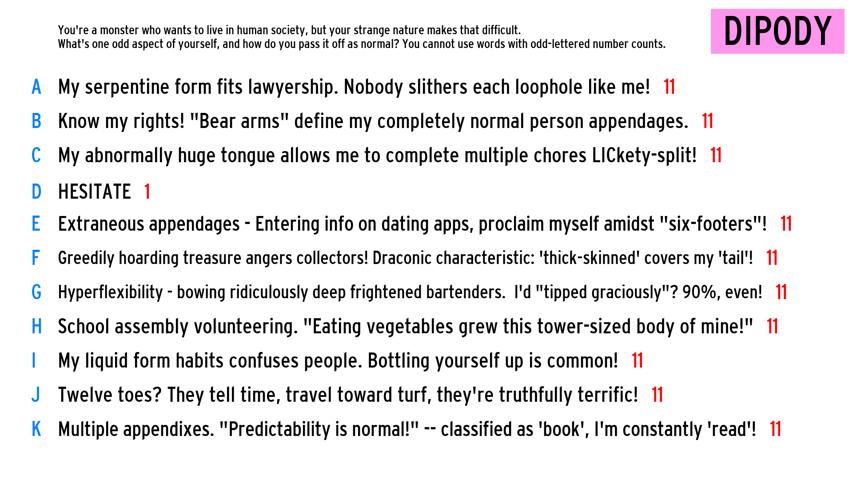 You're a monster who wants to live in human society, but your strange nature makes that difficult.
What's one odd aspect of yourself, and how do you pass it off as normal? You cannot use words with odd-lettered number counts.
DIPODY
A My serpentine form fits lawyership. Nobody slithers each loophole like me! 11
B Know my rights! "Bear arms" define my completely normal person appendages. 11
C My abnormally huge tongue allows me to complete multiple chores LICkety-split! 11
D HESITATE 1
E Extraneous appendages - Entering info on dating apps, proclaim myself amidst "six-footers"! 11
F Greedily hoarding treasure angers collectors! Draconic characteristic: 'thick-skinned' covers my 'tail'! 11
G Hyperflexibility - bowing ridiculously deep frightened bartenders. I'd "tipped graciously"? 90%, even! 11
H School assembly volunteering. "Eating vegetables grew this tower-sized body of mine!" 11
I My liquid form habits confuses people. Bottling yourself up is common! 11
J Twelve toes? They tell time, travel toward turf, they're truthfully terrific! 11
K Multiple appendixes. "Predictability is normal!" -- classified as 'book', I'm constantly 'read'! 11